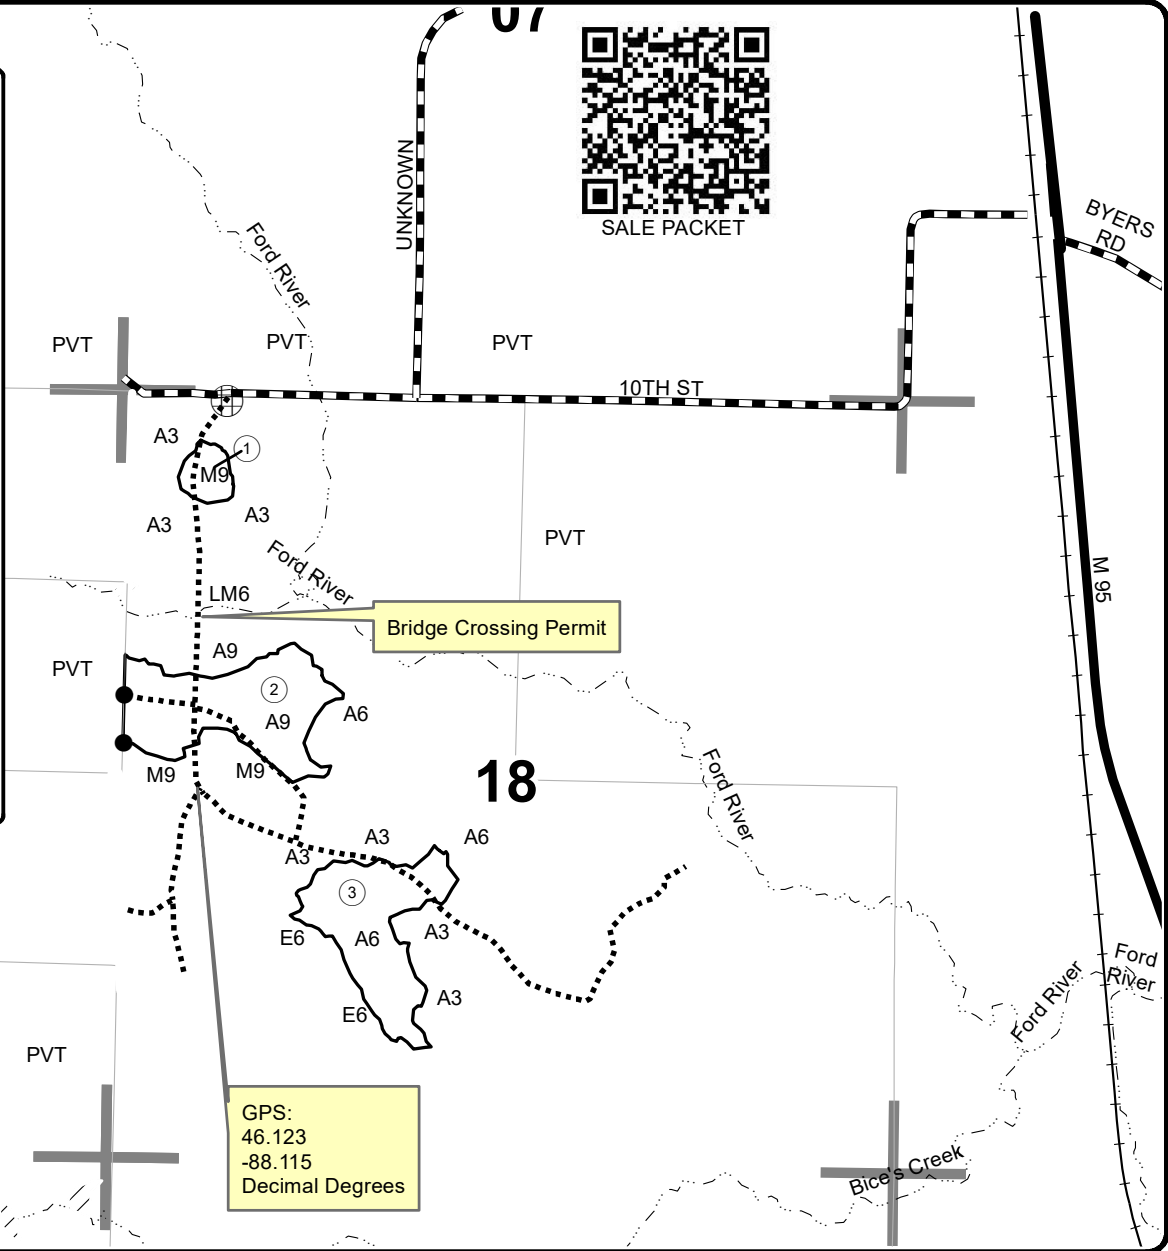 07
SALE PACKET
UNKNOWN
BYERS
RD
Ford River
PVT
PVT
PVT
10TH ST
A3
1
M9
A3
A3
PVT
Ford River
M 95
LM6
Bridge Crossing Permit
A9
PVT
2
A9
A6
M9
M9
18
Ford River
A3
A6
A3
3
E6
A6
A3
A3
E6
Ford
River
Ford River
PVT
GPS:
46.123
-88.115
Decimal Degrees
Bice's Creek